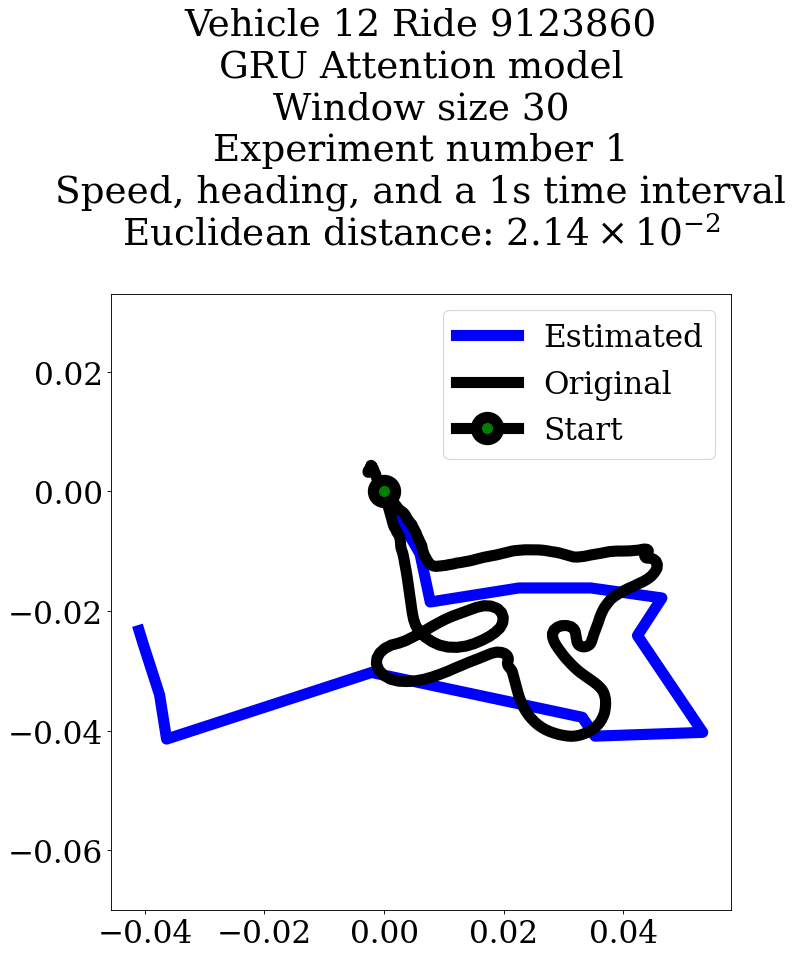 Vehicle 12 Ride 9123860
GRU Attention model
Window size 30
Experiment number 1
Speed, heading, and a 1s time interval
Euclidean distance: 2.14 × 10⁻²
Estimated
Original
Start
0.02
0.00
−0.02
−0.04
−0.06
−0.04 −0.02 0.00 0.02 0.04